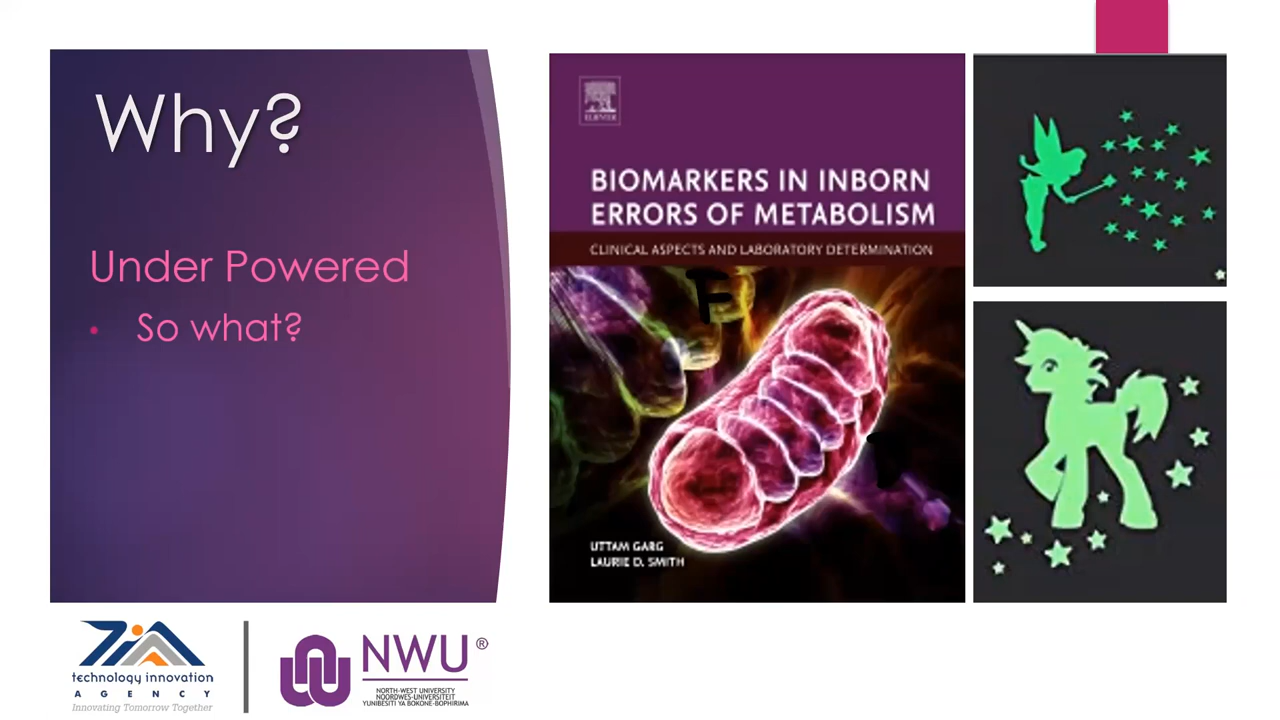 Why?
Under Powered
• So what?
ELSEVIER
BIOMARKERS IN INBORN
ERRORS OF METABOLISM
CLINICAL ASPECTS AND LABORATORY DETERMINATION
F
UTTAM GARG
LAURIE D. SMITH
TIA
technology innovation
AGENCY
Innovating Tomorrow Together
NWU®
NORTH-WEST UNIVERSITY
NOORDWES-UNIVERSITEIT
YUNIBESITI YA BOKONE-BOPHIRIMA